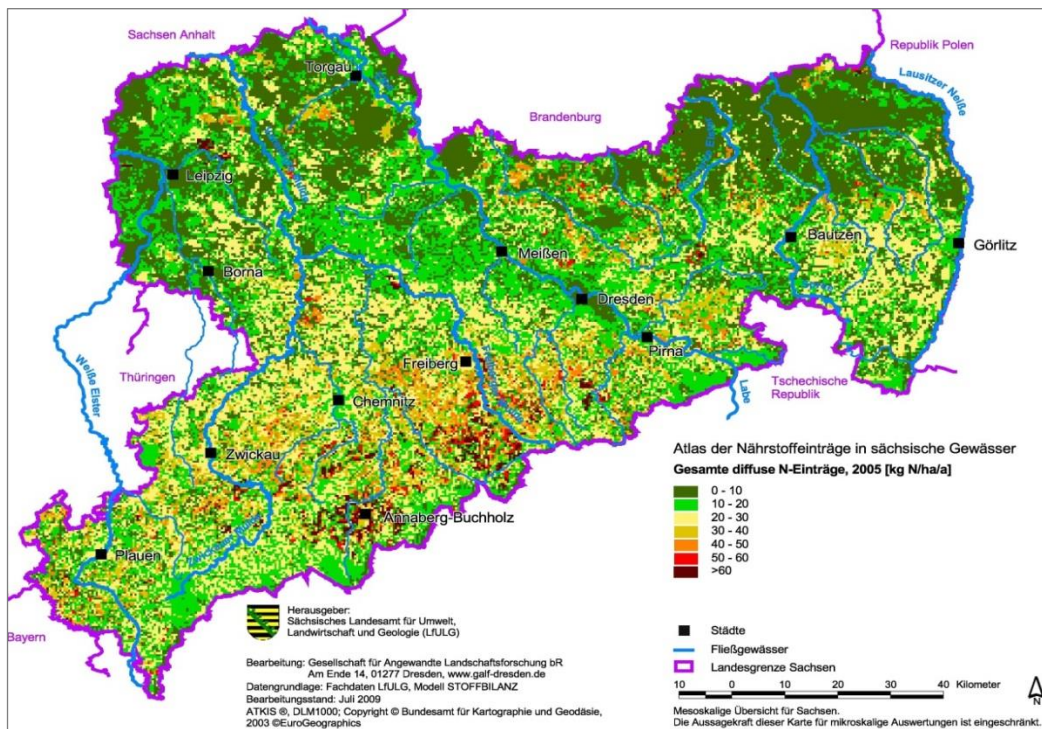 Sachsen Anhalt
Republik Polen
Torgau
Lausitzer Neiße
Brandenburg
Leipzig
Bautzen
Görlitz
Meißen
Borna
Dresden
Pirna
Freiberg
Weiße Elster
Thüringen
Tschechische
Republik
Labe
Chemnitz
Zwickau
Annaberg-Buchholz
Plauen
Bayern
Atlas der Nährstoffeinträge in sächsische Gewässer
Gesamte diffuse N-Einträge, 2005 [kg N/ha/a]
0 - 10
10 - 20
20 - 30
30 - 40
40 - 50
50 - 60
>60
Städte
Fließgewässer
Landesgrenze Sachsen
10 0 10 20 30 40 Kilometer
N
Mesoskalige Übersicht für Sachsen.
Die Aussagekraft dieser Karte für mikroskalige Auswertungen ist eingeschränkt.
Herausgeber:
Sächsisches Landesamt für Umwelt,
Landwirtschaft und Geologie (LfULG)
Bearbeitung: Gesellschaft für Angewandte Landschaftsforschung bR
Am Ende 14, 01277 Dresden, www.galf-dresden.de
Datengrundlage: Fachdaten LfULG, Modell STOFFBILANZ
Bearbeitungsstand: Juli 2009
ATKIS ®, DLM1000; Copyright © Bundesamt für Kartographie und Geodäsie,
2003 ©EuroGeographics